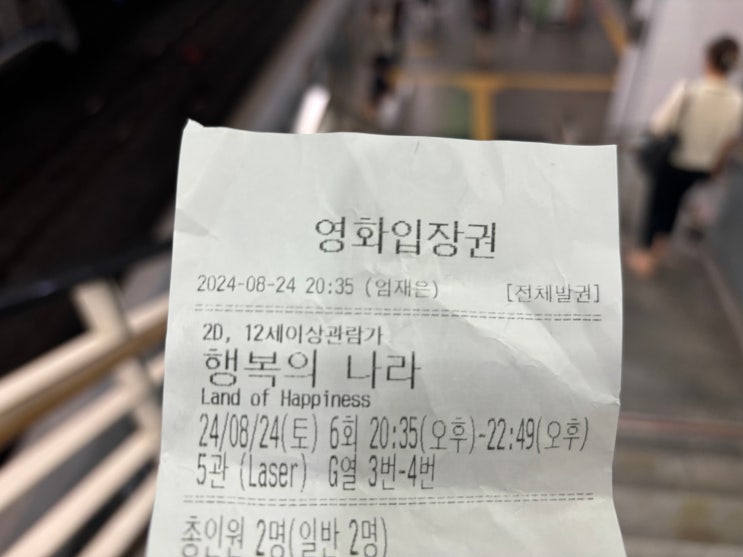 영화입장권
2024-08-24 20:35 (엄재은) [전체발권]
2D, 12세이상관람가
행복의 나라
Land of Happiness
24/08/24(토) 6회 20:35(오후)-22:49(오후)
5관 (Laser) G열 3번-4번
총인원 2명(일반 2명)